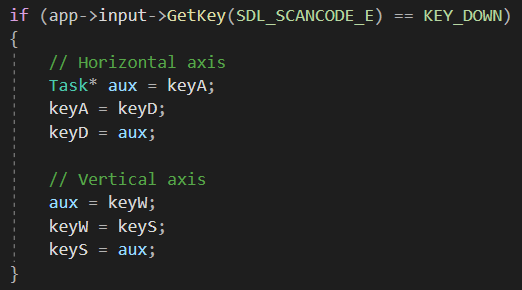 if (app->input->GetKey(SDL_SCANCODE_E) == KEY_DOWN)
{
    // Horizontal axis
    Task* aux = keyA;
    keyA = keyD;
    keyD = aux;

    // Vertical axis
    aux = keyW;
    keyW = keyS;
    keyS = aux;
}